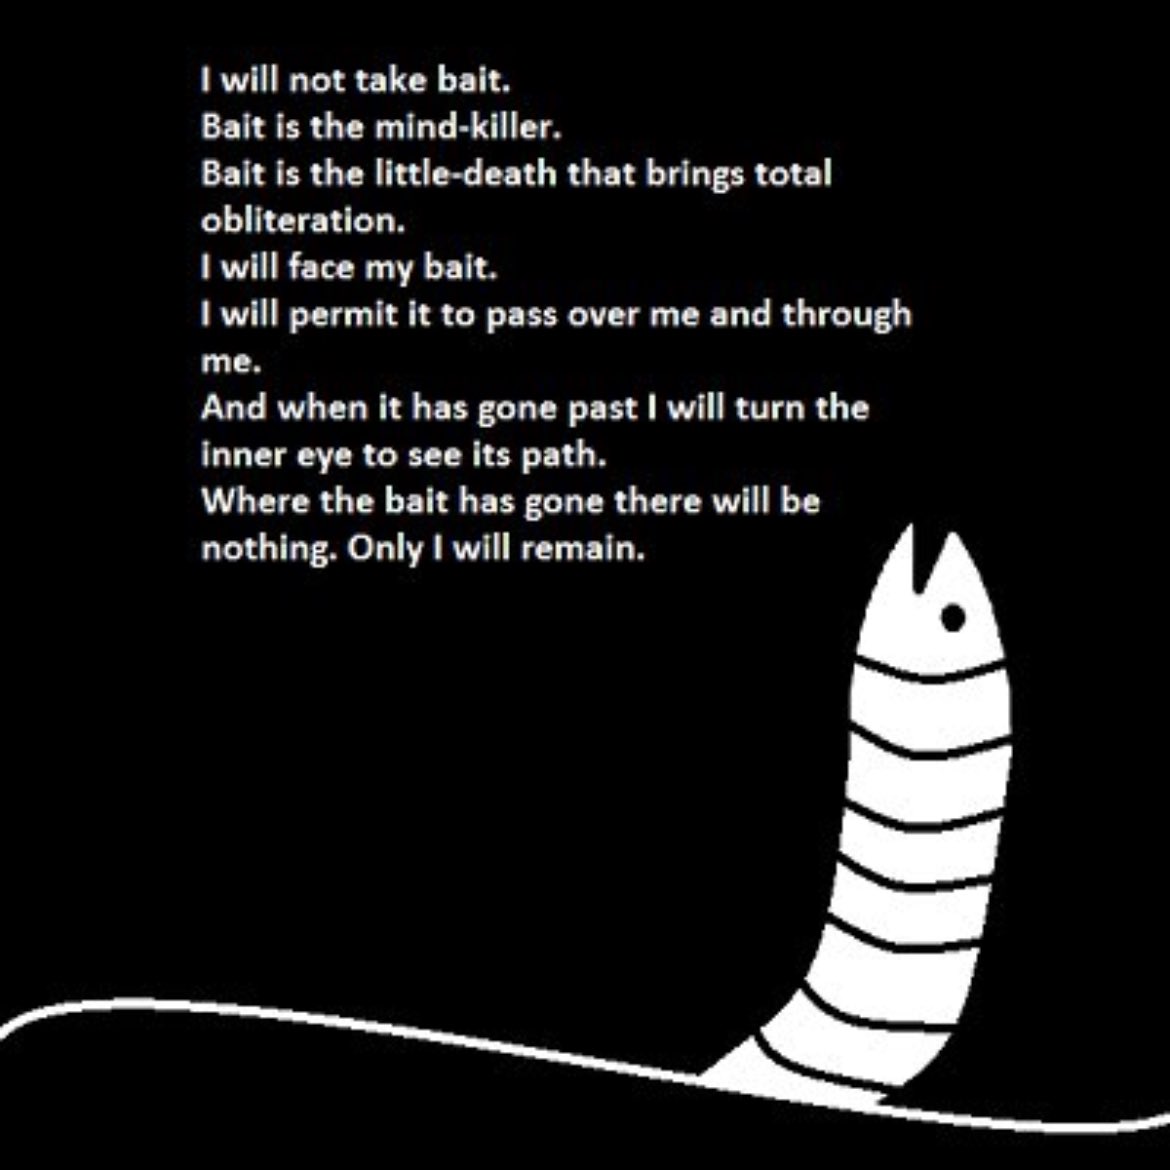 I will not take bait.
Bait is the mind-killer.
Bait is the little-death that brings total
obliteration.
I will face my bait.
I will permit it to pass over me and through
me.
And when it has gone past I will turn the
inner eye to see its path.
Where the bait has gone there will be
nothing. Only I will remain.